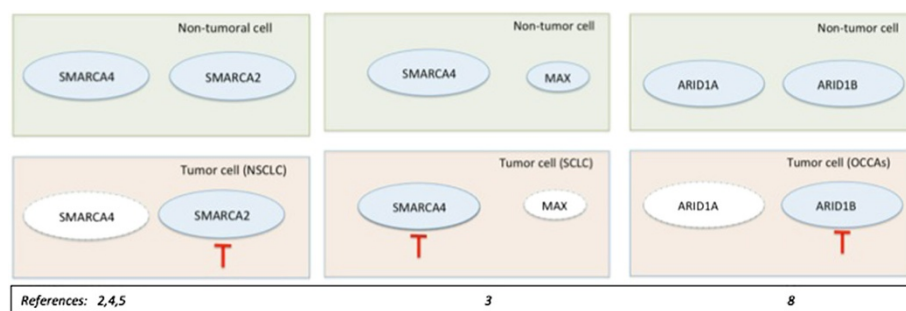 Non-tumoral cell
SMARCA4 SMARCA2
Non-tumor cell
SMARCA4 MAX
Non-tumor cell
ARID1A ARID1B
Tumor cell (NSCLC)
SMARCA4 SMARCA2
Tumor cell (SCLC)
SMARCA4 MAX
Tumor cell (OCCAs)
ARID1A ARID1B
References: 2,4,5 3 8